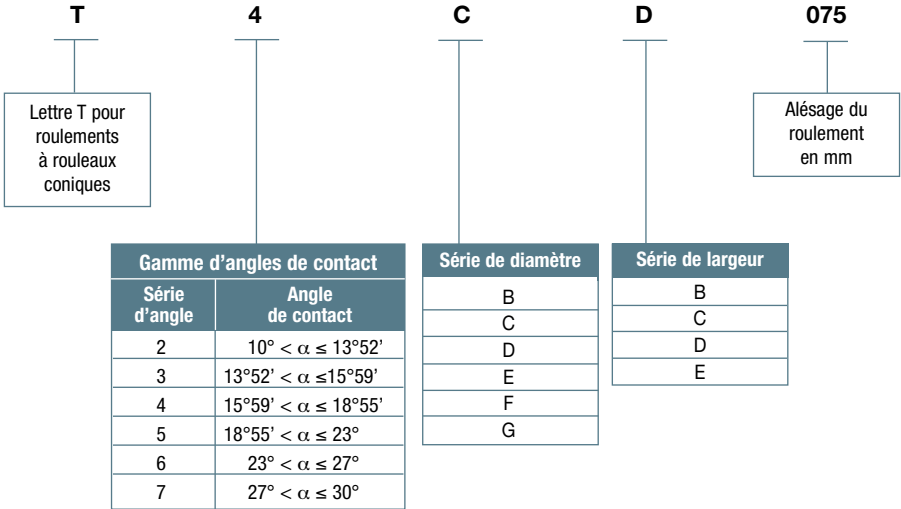 T 4 C D 075
Lettre T pour
roulements
à rouleaux
coniques
Alésage du
roulement
en mm
Gamme d'angles de contact
Série
d'angle
Angle
de contact
2 10° < α ≤ 13°52'
3 13°52' < α ≤15°59'
4 15°59' < α ≤ 18°55'
5 18°55' < α ≤ 23°
6 23° < α ≤ 27°
7 27° < α ≤ 30°
Série de diamètre
B
C
D
E
F
G
Série de largeur
B
C
D
E